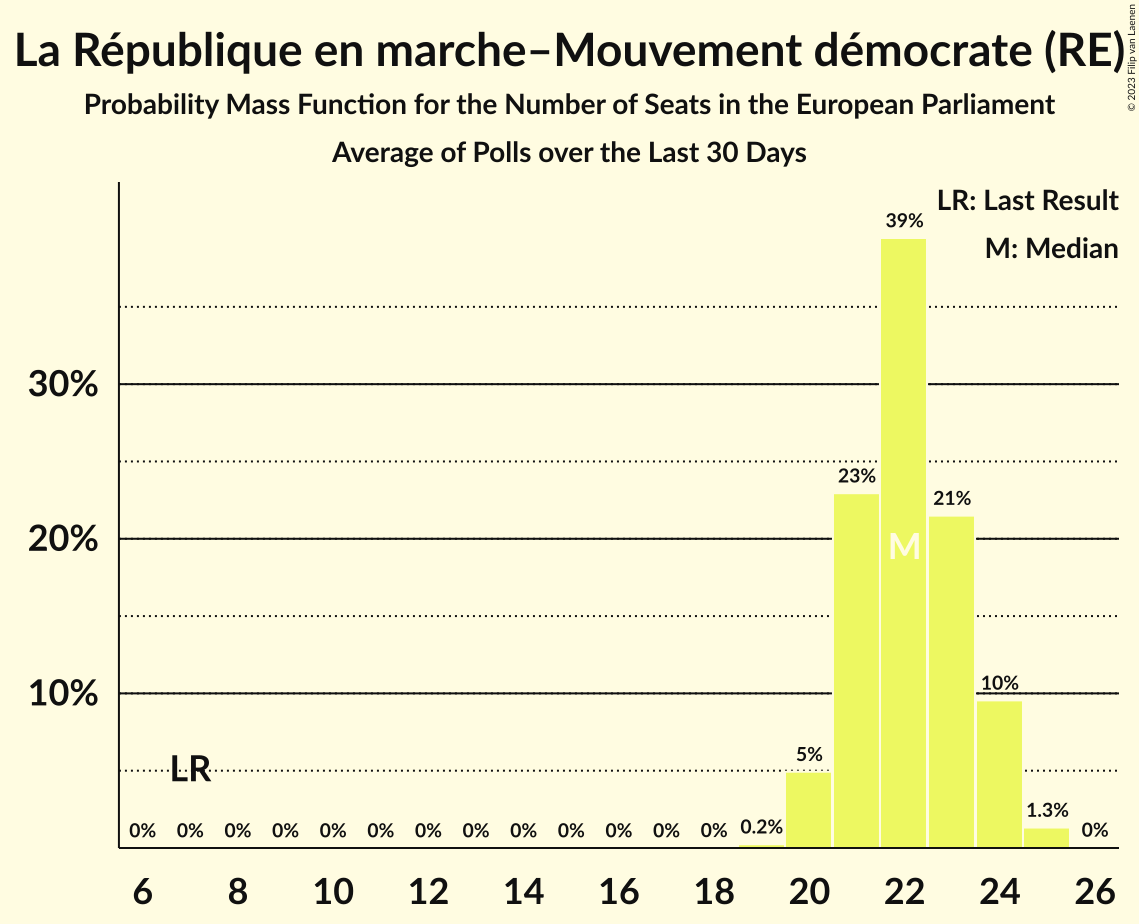 La République en marche–Mouvement démocrate (RE)
© 2023 Filip van Laenen
Probability Mass Function for the Number of Seats in the European Parliament
Average of Polls over the Last 30 Days
LR: Last Result
M: Median
39%
30%
23%
21%
20%
M
10%
10%
5%
LR
1.3%
0% 0% 0% 0% 0% 0% 0% 0% 0% 0% 0% 0% 0% 0.2% 0%
6 8 10 12 14 16 18 20 22 24 26